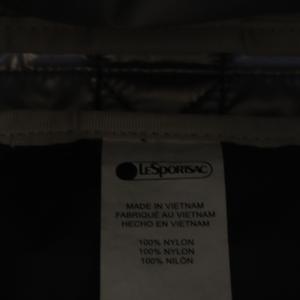 LeSportsac
MADE IN VIETNAM
FABRIQUÉ AU VIETNAM
HECHO EN VIETNAM
100% NYLON
100% NYLON
100% NILÓN